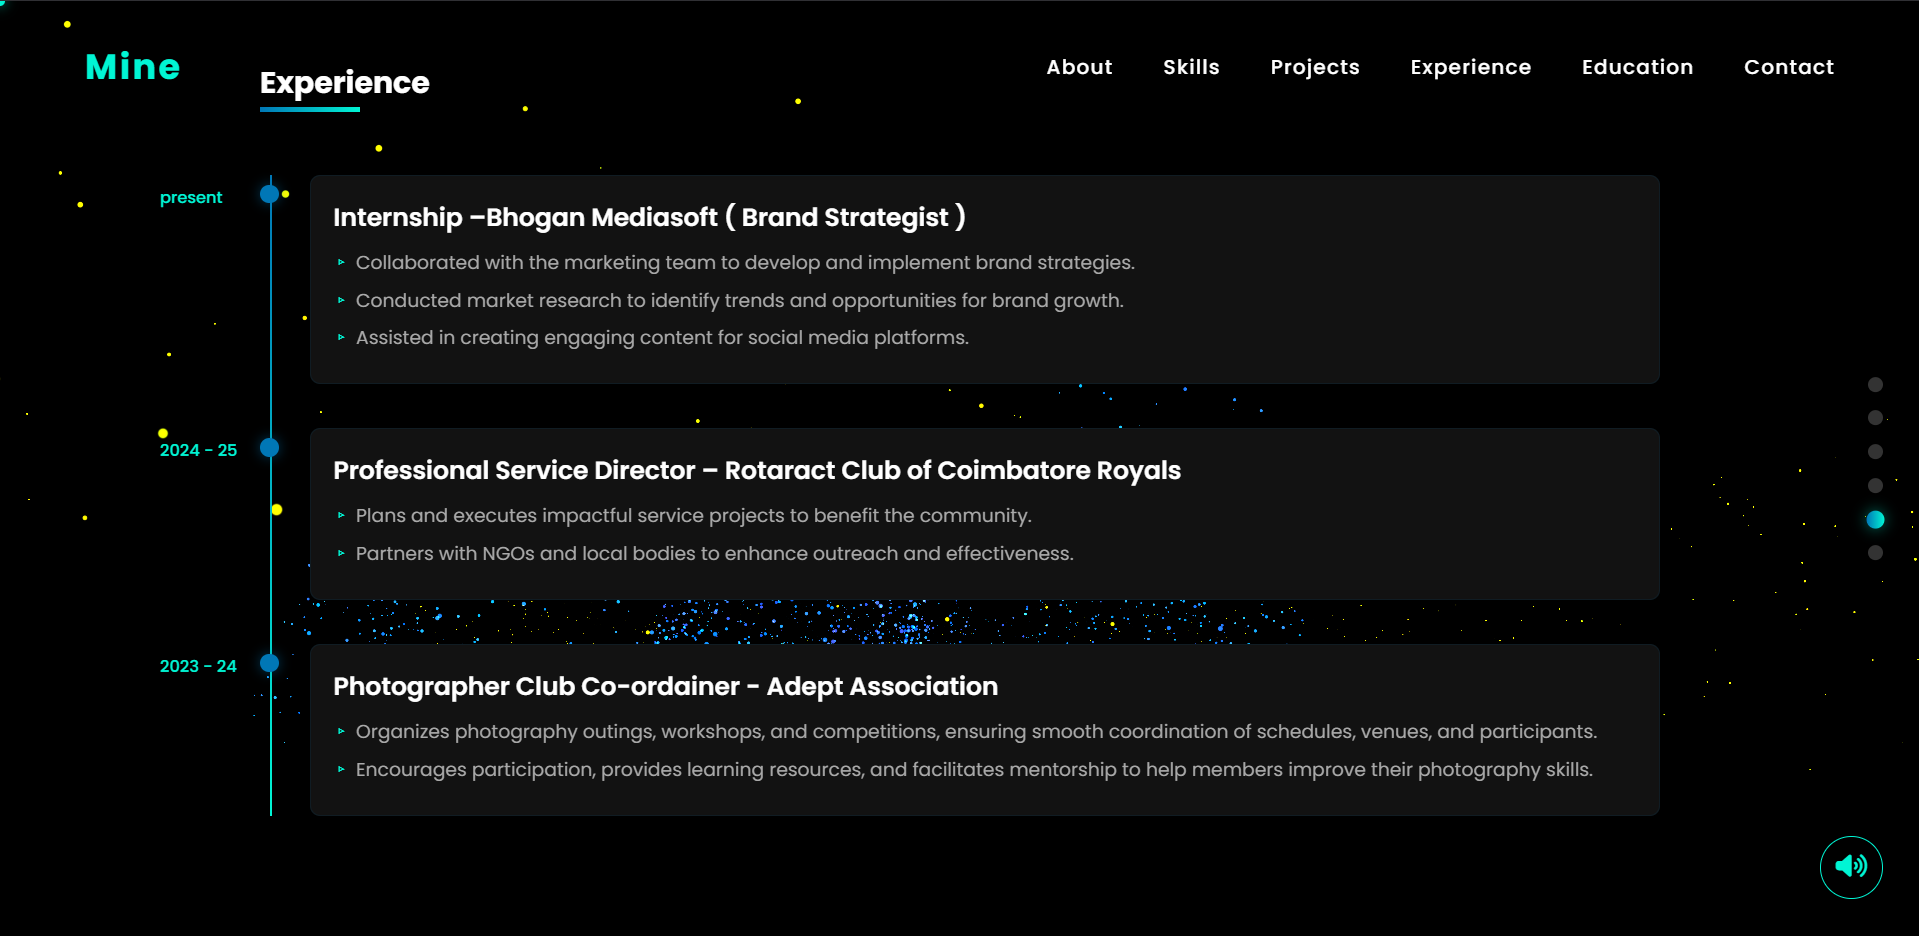 Mine
About Skills Projects Experience Education Contact
Experience
present
Internship –Bhogan Mediasoft ( Brand Strategist )
Collaborated with the marketing team to develop and implement brand strategies.
Conducted market research to identify trends and opportunities for brand growth.
Assisted in creating engaging content for social media platforms.
2024 - 25
Professional Service Director – Rotaract Club of Coimbatore Royals
Plans and executes impactful service projects to benefit the community.
Partners with NGOs and local bodies to enhance outreach and effectiveness.
2023 - 24
Photographer Club Co-ordainer - Adept Association
Organizes photography outings, workshops, and competitions, ensuring smooth coordination of schedules, venues, and participants.
Encourages participation, provides learning resources, and facilitates mentorship to help members improve their photography skills.